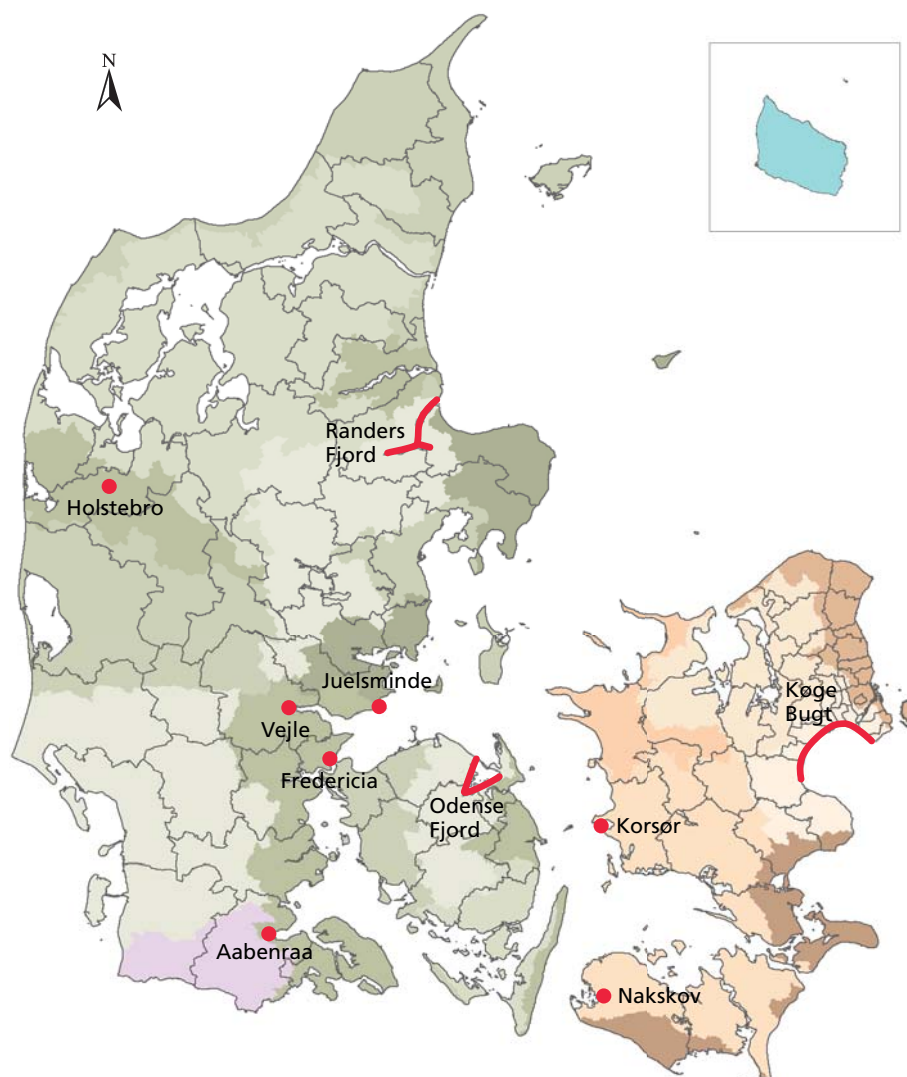 N
Randers
Fjord
Holstebro
Juelsminde
Køge
Bugt
Vejle
Fredericia
Odense
Fjord
Korsør
Aabenraa
Nakskov